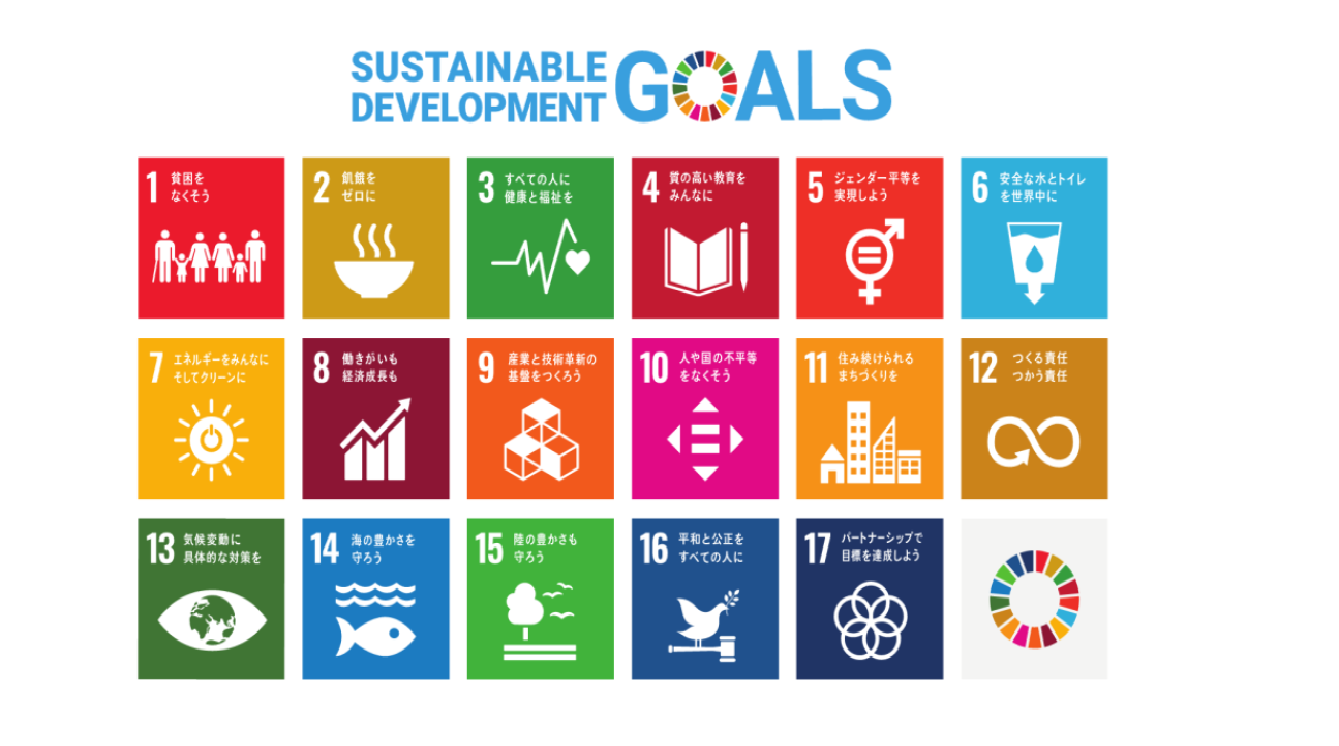 SUSTAINABLE
DEVELOPMENT
GOALS
1 貧困を
なくそう
2 飢餓を
ゼロに
3 すべての人に
健康と福祉を
4 質の高い教育を
みんなに
5 ジェンダー平等を
実現しよう
6 安全な水とトイレ
を世界中に
7 エネルギーをみんなに
そしてクリーンに
8 働きがいも
経済成長も
9 産業と技術革新の
基盤をつくろう
10 人や国の不平等
をなくそう
11 住み続けられる
まちづくりを
12 つくる責任
つかう責任
13 気候変動に
具体的な対策を
14 海の豊かさを
守ろう
15 陸の豊かさも
守ろう
16 平和と公正を
すべての人に
17 パートナーシップで
目標を達成しよう